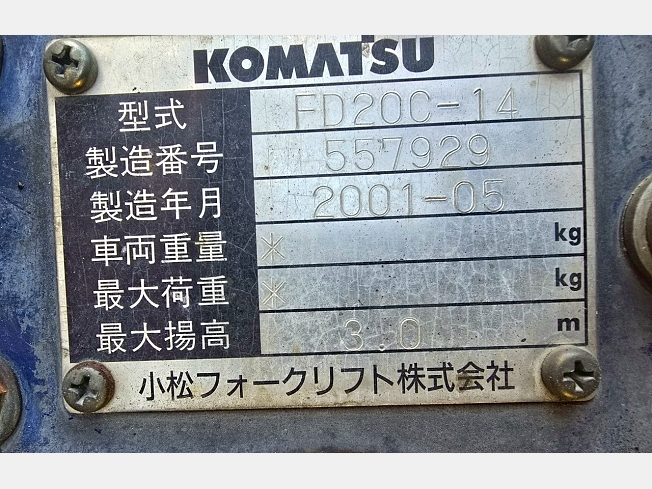 KOMATSU
型式 FD20C-14
製造番号 557929
製造年月 2001-05
車両重量 * kg
最大荷重 * kg
最大揚高 3.0 m
小松フォークリフト株式会社